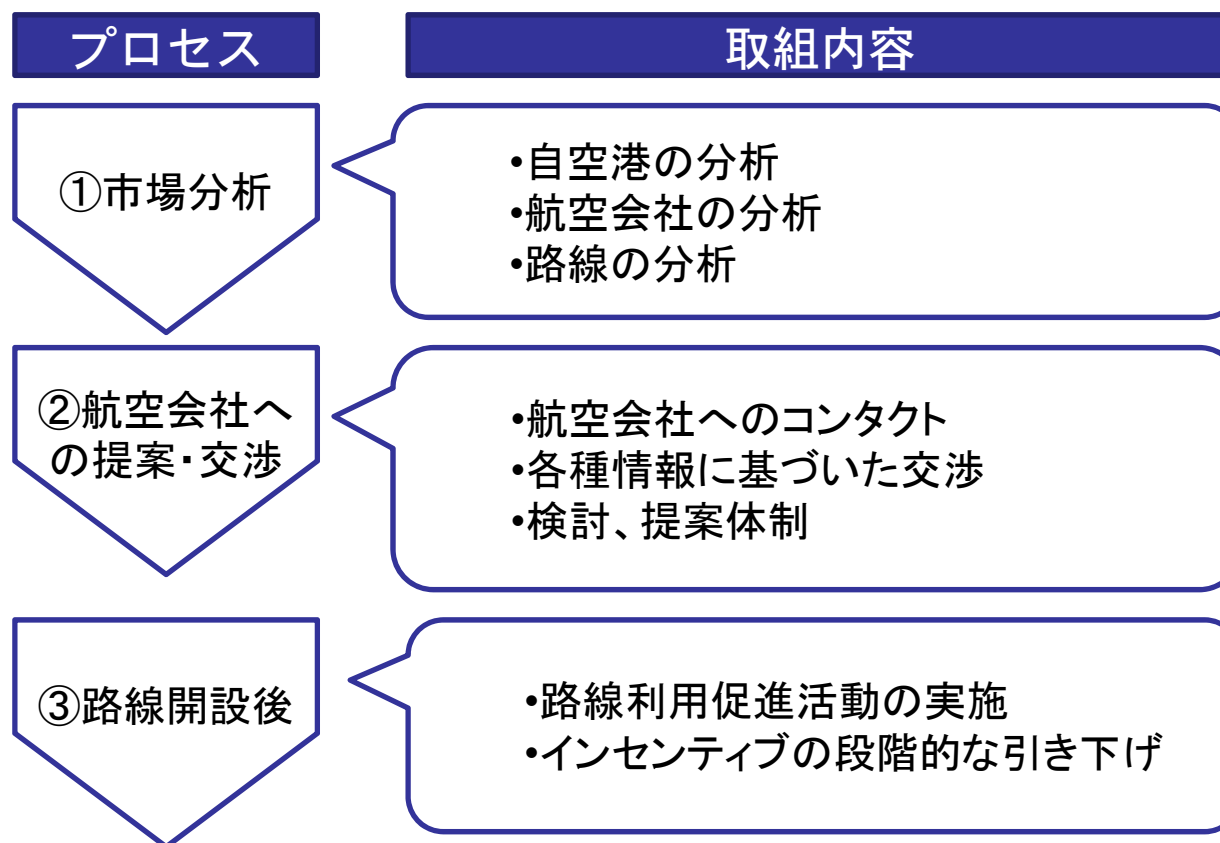 プロセス
取組内容
①市場分析
•自空港の分析
•航空会社の分析
•路線の分析
②航空会社へ
の提案・交渉
•航空会社へのコンタクト
•各種情報に基づいた交渉
•検討、提案体制
③路線開設後
•路線利用促進活動の実施
•インセンティブの段階的な引き下げ